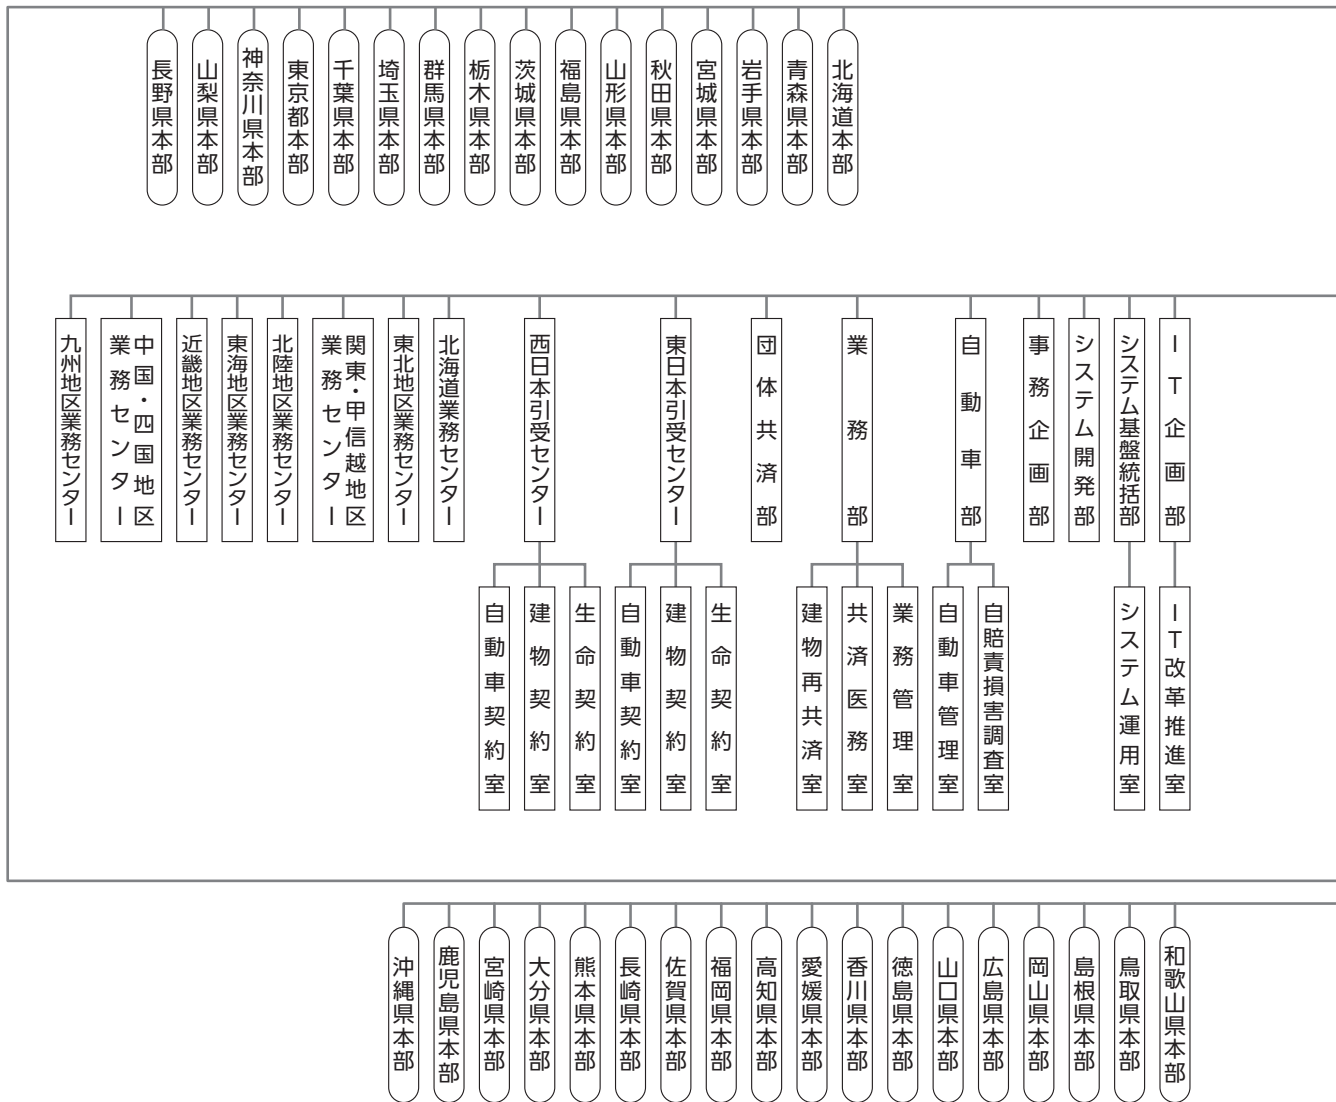 北海道本部
青森県本部
岩手県本部
宮城県本部
秋田県本部
山形県本部
福島県本部
茨城県本部
栃木県本部
群馬県本部
埼玉県本部
千葉県本部
東京都本部
神奈川県本部
山梨県本部
長野県本部
IT企画部
システム基盤統括部
システム開発部
事務企画部
自動車部
業務部
団体共済部
東日本引受センター
西日本引受センター
北海道業務センター
東北地区業務センター
関東・甲信越地区
業務センター
北陸地区業務センター
東海地区業務センター
近畿地区業務センター
中国・四国地区
業務センター
九州地区業務センター
IT改革推進室
システム運用室
自賠責損害調査室
自動車管理室
業務管理室
共済医務室
建物再共済室
生命契約室
建物契約室
自動車契約室
生命契約室
建物契約室
自動車契約室
和歌山県本部
鳥取県本部
島根県本部
岡山県本部
広島県本部
山口県本部
徳島県本部
香川県本部
愛媛県本部
高知県本部
福岡県本部
佐賀県本部
長崎県本部
熊本県本部
大分県本部
宮崎県本部
鹿児島県本部
沖縄県本部